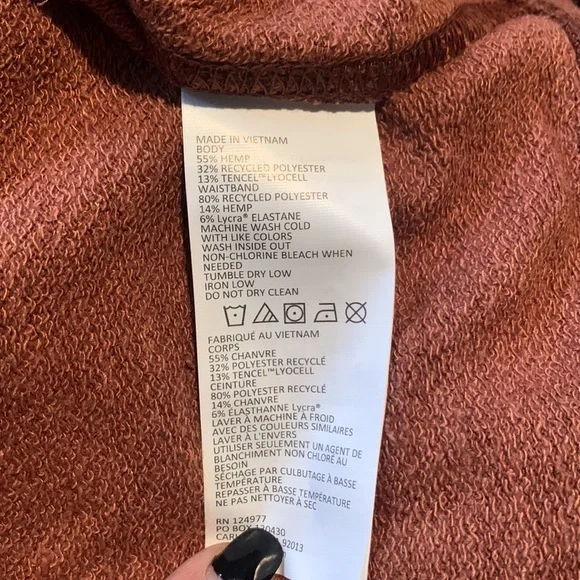 MADE IN VIETNAM
BODY
55% HEMP
32% RECYCLED POLYESTER
13% TENCEL™LYOCELL
WAISTBAND
80% RECYCLED POLYESTER
14% HEMP
6% Lycra® ELASTANE
MACHINE WASH COLD
WITH LIKE COLORS
WASH INSIDE OUT
NON-CHLORINE BLEACH WHEN
NEEDED
TUMBLE DRY LOW
IRON LOW
DO NOT DRY CLEAN
FABRIQUÉ AU VIETNAM
CORPS
55% CHANVRE
32% POLYESTER RECYCLÉ
13% TENCEL™LYOCELL
CEINTURE
80% POLYESTER RECYCLÉ
14% CHANVRE
6% ÉLASTHANNE Lycra®
LAVER À MACHINE À FROID
AVEC DES COULEURS SIMILAIRES
LAVER À L'ENVERS
UTILISER SEULEMENT UN AGENT DE
BLANCHIMENT NON CHLORÉ AU
BESOIN
SÉCHAGE PAR CULBUTAGE À BASSE
TEMPÉRATURE
REPASSER À BASSE TEMPÉRATURE
NE PAS NETTOYER À SEC
RN 124977
PO BOX 130430
92013